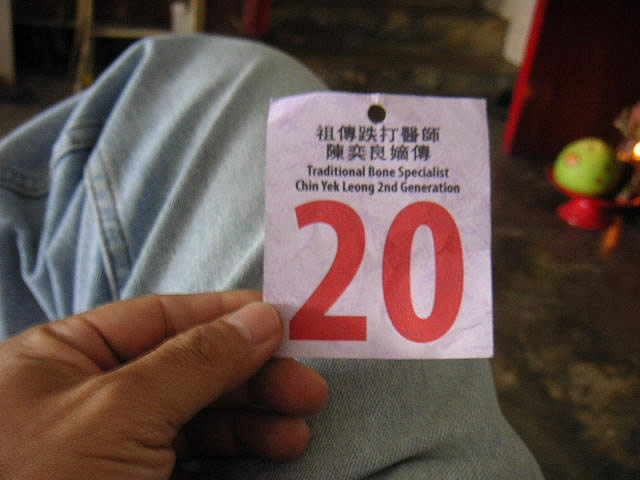 祖傳跌打醫師
陳奕良嫡傳
Traditional Bone Specialist
Chin Yek Leong 2nd Generation
20